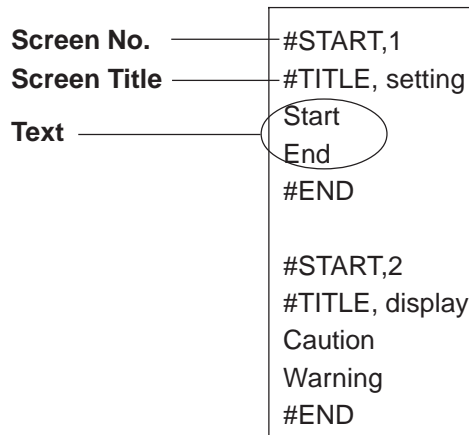 Screen No. #START,1
Screen Title #TITLE, setting
Start
Text
End
#END
#START,2
#TITLE, display
Caution
Warning
#END